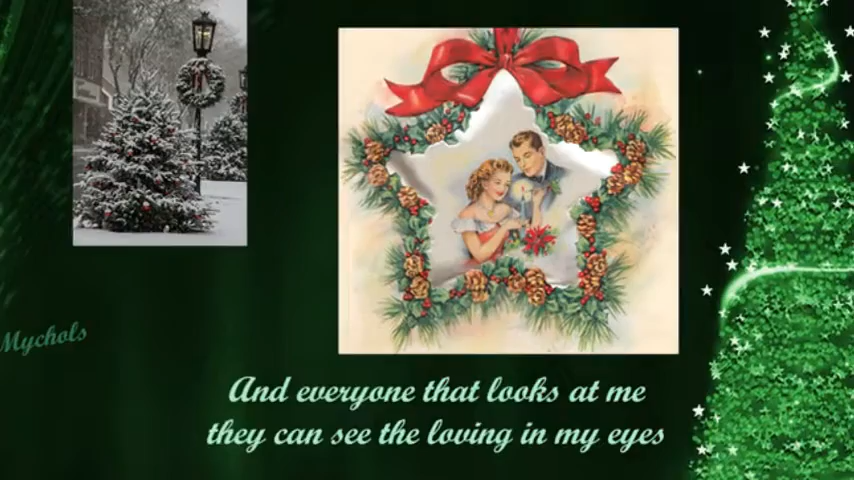 Mychols
And everyone that looks at me
they can see the loving in my eyes